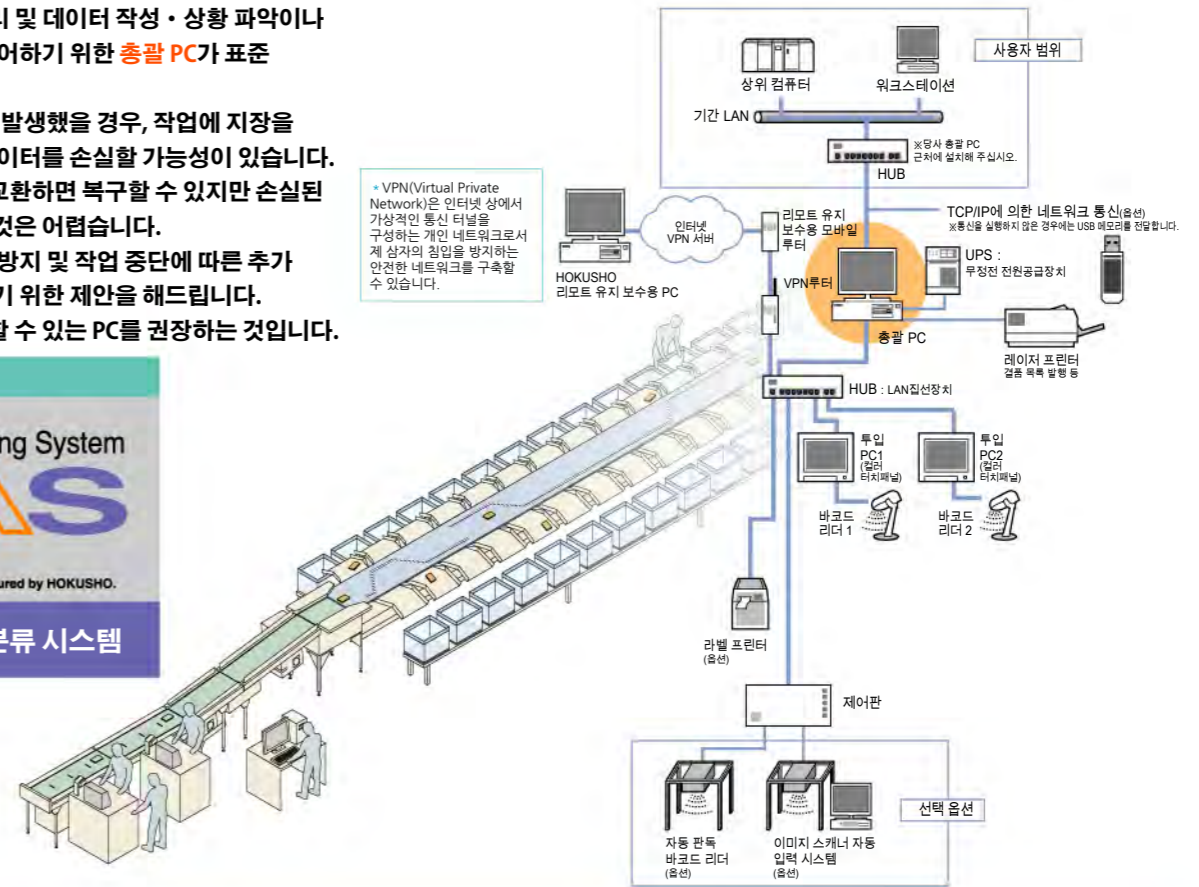 및 데이터 작성・상황 파악이나
어하기 위한 총괄 PC가 표준
발생했을 경우, 작업에 지장을
이터를 손실할 가능성이 있습니다.
교환하면 복구할 수 있지만 손실된
것은 어렵습니다.
방지 및 작업 중단에 따른 추가
기 위한 제안을 해드립니다.
할 수 있는 PC를 권장하는 것입니다.
ng System
AS
ured by HOKUSHO.
분류 시스템
* VPN(Virtual Private
Network)은 인터넷 상에서
가상적인 통신 터널을
구성하는 개인 네트워크로서
제 삼자의 침입을 방지하는
안전한 네트워크를 구축할
수 있습니다.
사용자 범위
상위 컴퓨터
워크스테이션
기간 LAN
※당사 총괄 PC
근처에 설치해 주십시오.
HUB
인터넷
VPN 서버
HOKUSHO
리모트 유지 보수용 PC
리모트 유지
보수용 모바일
루터
VPN루터
TCP/IP에 의한 네트워크 통신(옵션)
※통신을 실행하지 않은 경우에는 USB 메모리를 전달합니다.
UPS :
무정전 전원공급장치
총괄 PC
레이저 프린터
결품 목록 발행 등
HUB : LAN집선장치
투입
PC1
(컬러
터치패널)
투입
PC2
(컬러
터치패널)
바코드
리더 1
바코드
리더 2
라벨 프린터
(옵션)
제어판
선택 옵션
자동 판독
바코드 리더
(옵션)
이미지 스캐너 자동
입력 시스템
(옵션)